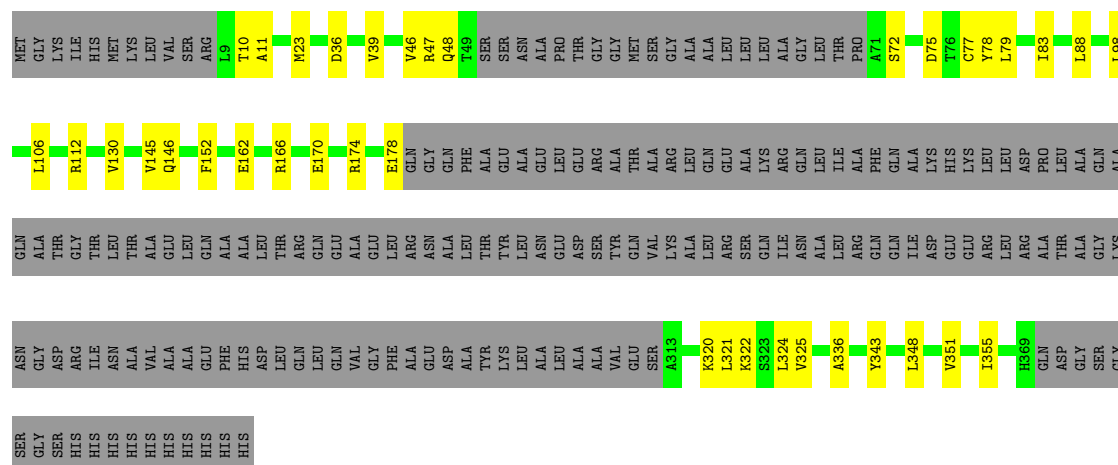 MET GLY LYS ILE HIS MET LYS LEU VAL SER ARG L9 T10 A11 M23 D36 V39 V46 R47 Q48 T49 SER SER ASN ALA PRO THR GLY GLY MET SER GLY ALA ALA LEU LEU LEU ALA GLY LEU THR PRO A71 S72 D75 T76 C77 Y78 L79 I83 L88 L98
L106 R112 V130 V145 Q146 F152 E162 R166 E170 R174 E178 GLN GLY GLN PHE ALA GLU ALA GLU LEU GLU ARG ALA THR ALA ARG LEU GLN GLU ALA LYS ARG GLN LEU ILE ALA PHE GLN ALA LYS HIS LYS LEU LEU ASP PRO LEU ALA GLN ALA
GLN ALA THR GLY THR LEU THR ALA GLU LEU GLN ALA ALA LEU THR ARG GLN GLU ALA GLU LEU ARG ASN ALA LEU THR TYR LEU ASN GLU ASP SER TYR GLN VAL LYS ALA LEU ARG SER GLN ILE ASN ALA LEU ARG GLN GLN ILE ASP GLU GLU ARG LEU ARG ALA THR ALA GLY LYS
ASN GLY ASP ARG ILE ASN ALA VAL ALA ALA GLU PHE HIS ASP LEU GLN LEU GLN VAL GLY PHE ALA GLU ASP ALA TYR LYS LEU ALA LEU ALA ALA VAL GLU SER A313 K320 L321 K322 S323 L324 V325 A336 Y343 L348 V351 I355 H369 GLN ASP GLY SER GLY
SER GLY SER HIS HIS HIS HIS HIS HIS HIS HIS HIS HIS